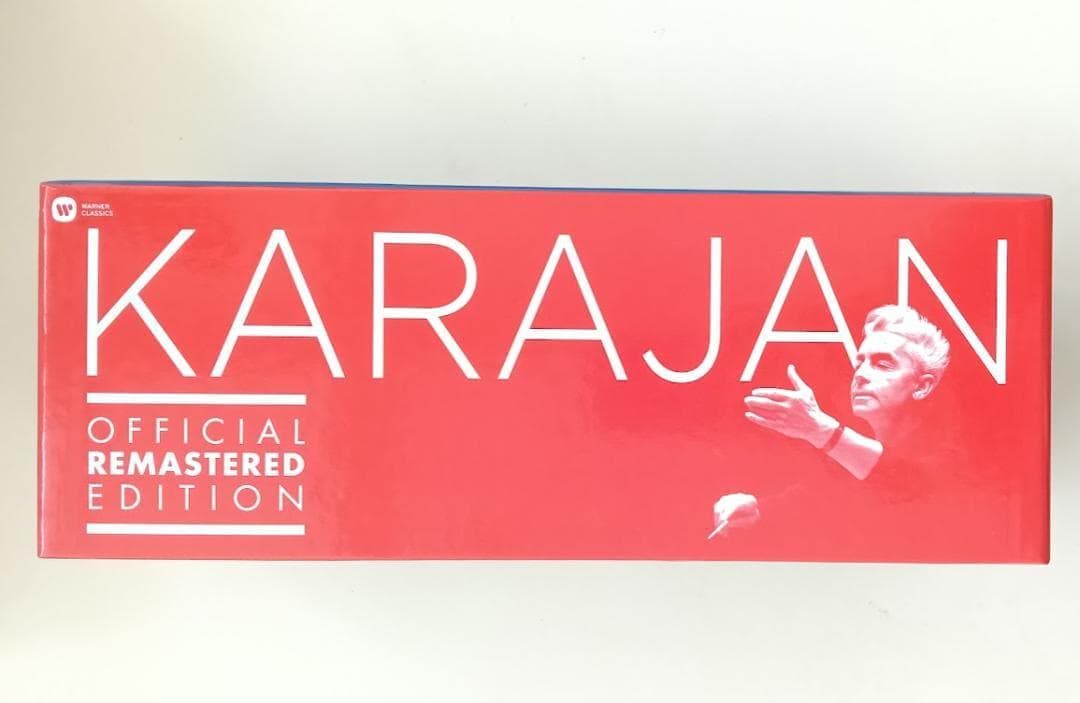 WARNER
CLASSICS
KARAJAN
OFFICIAL
REMASTERED
EDITION